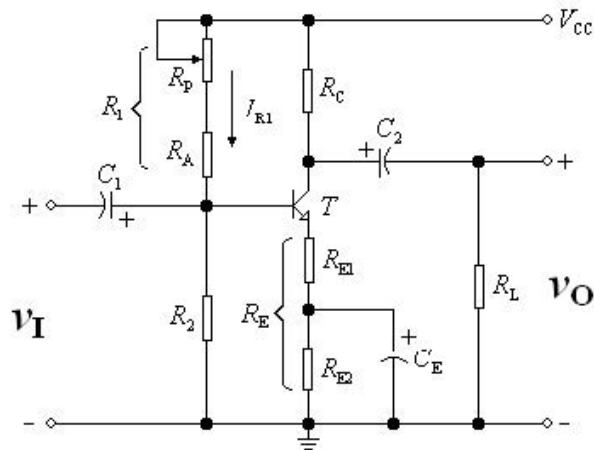 V_CC
R_P
R_C
R_1
I_R1
C_2
+
R_A
+
C_1
+
+
T
R_E1
R_2
R_E
R_L
v_I
v_O
+
C_E
R_E2
−
−